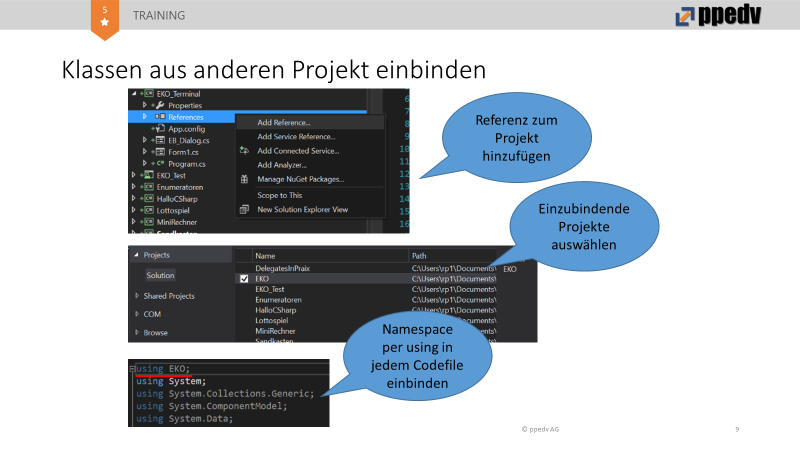 5
TRAINING
ppedv
Klassen aus anderen Projekt einbinden
EKO_Terminal
Properties
References
App.config
EB_Dialog.cs
Form1.cs
Program.cs
EKO_Test
Enumeratoren
HalloCSharp
Lottospiel
MiniRechner
Sandkasten
Add Reference...
Add Service Reference...
Add Connected Service...
Add Analyzer...
Manage NuGet Packages...
Scope to This
New Solution Explorer View
6
7
8
9
10
11
12
13
14
15
16
Referenz zum
Projekt
hinzufügen
Einzubindende
Projekte
auswählen
Projects
Solution
Shared Projects
COM
Browse
Name Path
DelegatesInPraix C:\Users\rp1\Documents\
EKO C:\Users\rp1\Documents\
EKO_Test C:\Users\rp1\Documents\
Enumeratoren C:\Users\rp1\Documents\
HalloCSharp C:\Users\rp1\Documents\
Lottospiel C:\Users\rp1\Documents\
MiniRechner C:\Users\rp1\Documents\
Sandkasten
EKO
Namespace
per using in
jedem Codefile
einbinden
using EKO;
using System;
using System.Collections.Generic;
using System.ComponentModel;
using System.Data;
© ppedv AG
9